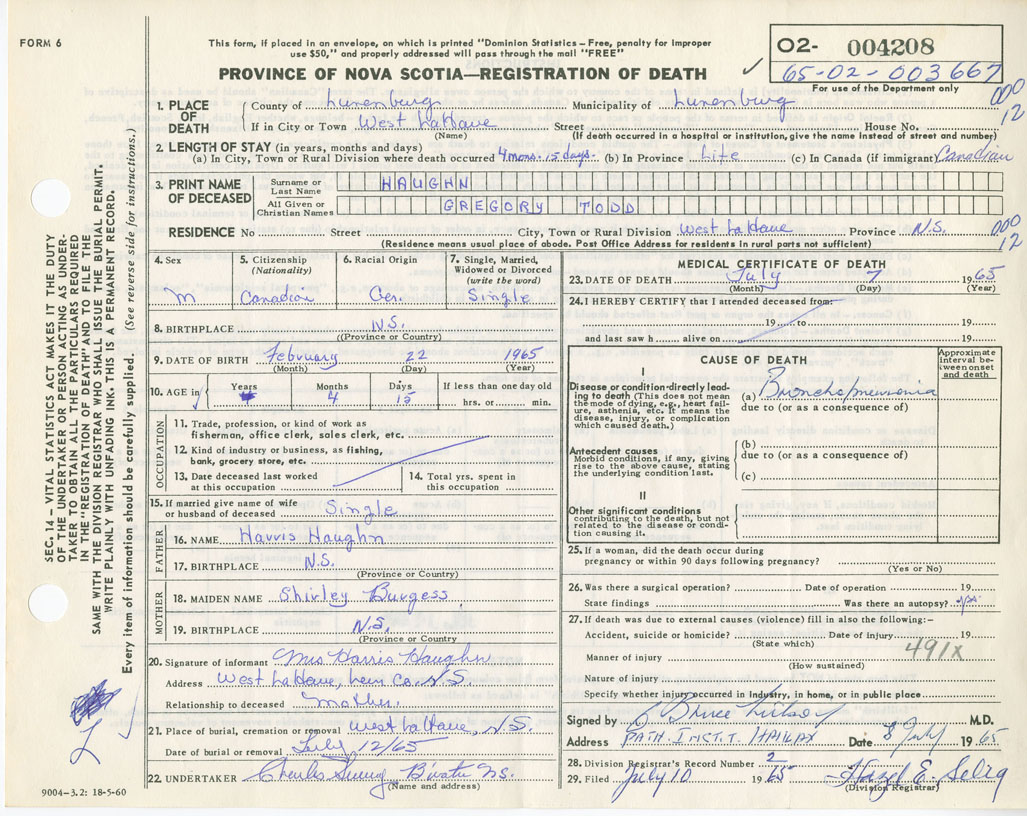 FORM 6
This form, if placed in an envelope, on which is printed "Dominion Statistics – Free, penalty for improper
use $50," and properly addressed will pass through the mail "FREE"
PROVINCE OF NOVA SCOTIA—REGISTRATION OF DEATH
02- 004208
65-02-003667
For use of the Department only
000
12
SEC. 14 – VITAL STATISTICS ACT MAKES IT THE DUTY
OF THE UNDERTAKER OR PERSON ACTING AS UNDER-
TAKER TO OBTAIN ALL THE PARTICULARS REQUIRED
IN THE "REGISTRATION OF DEATH" AND TO FILE THE
SAME WITH THE DIVISION REGISTRAR WHO SHALL ISSUE THE BURIAL PERMIT.
WRITE PLAINLY WITH UNFADING INK. THIS IS A PERMANENT RECORD.
Every item of information should be carefully supplied. (See reverse side for instructions.)
1. PLACE OF DEATH
County of Lunenburg Municipality of Lunenburg
If in City or Town West LaHave Street House No.
(Name) (If death occurred in a hospital or institution, give the name instead of street and number)
2. LENGTH OF STAY (in years, months and days)
(a) In City, Town or Rural Division where death occurred 4 mons. 15 days. (b) In Province Life (c) In Canada (if immigrant) Canadian
3. PRINT NAME OF DECEASED
Surname or Last Name HAUGHN
All Given or Christian Names GREGORY TODD
RESIDENCE No Street City, Town or Rural Division West LaHave Province N.S.
(Residence means usual place of abode. Post Office Address for residents in rural parts not sufficient)
000
12
4. Sex
m
5. Citizenship
(Nationality)
Canadian
6. Racial Origin
Ger.
7. Single, Married,
Widowed or Divorced
(write the word)
Single
8. BIRTHPLACE N.S.
(Province or Country)
9. DATE OF BIRTH February 22 1965
(Month) (Day) (Year)
10. AGE in
Years Months Days If less than one day old
4 15 hrs. or min.
OCCUPATION
11. Trade, profession, or kind of work as
fisherman, office clerk, sales clerk, etc.
12. Kind of industry or business, as fishing,
bank, grocery store, etc.
13. Date deceased last worked
at this occupation
14. Total yrs. spent in
this occupation
15. If married give name of wife
or husband of deceased Single
FATHER
16. NAME Harris Haughn
17. BIRTHPLACE N.S.
(Province or Country)
MOTHER
18. MAIDEN NAME Shirley Burgess
19. BIRTHPLACE N.S.
(Province or Country
20. Signature of informant Mrs Harris Haughn
Address West LaHave, Lun Co. N.S.
Relationship to deceased mother.
21. Place of burial, cremation or removal West LaHave, N.S.
Date of burial or removal July 12/65
22. UNDERTAKER Charles B'water N.S.
(Name and address)
9004-3.2: 18-5-60
MEDICAL CERTIFICATE OF DEATH
23. DATE OF DEATH July 7 1965
(Month) (Day) (Year)
24. I HEREBY CERTIFY that I attended deceased from:
19 to 19
and last saw h alive on 19
CAUSE OF DEATH
Approximate
interval be-
tween onset
and death
I
Disease or condition directly lead-
ing to death (This does not mean
the mode of dying, e.g., heart fail-
ure, asthenia, etc. It means the
disease, injury, or complication
which caused death.)
(a) Bronchopneumonia
due to (or as a consequence of)
Antecedent causes
Morbid conditions, if any, giving
rise to the above cause, stating
the underlying condition last.
(b)
due to (or as a consequence of)
(c)
II
Other significant conditions
contributing to the death, but not
related to the disease or condi-
tion causing it.
25. If a woman, did the death occur during
pregnancy or within 90 days following pregnancy?
(Yes or No)
26. Was there a surgical operation? Date of operation 19
State findings Was there an autopsy?
27. If death was due to external causes (violence) fill in also the following:–
Accident, suicide or homicide? Date of injury 19
(State which)
491X
Manner of injury
(How sustained)
Nature of injury
Specify whether injury occurred in industry, in home, or in public place
Signed by Bruce M.D.
Address PATH. INST. HALIFAX Date 8 July 1965
28. Division Registrar's Record Number 2
29. Filed July 10 1965 Hazel E. Selig
(Division Registrar)